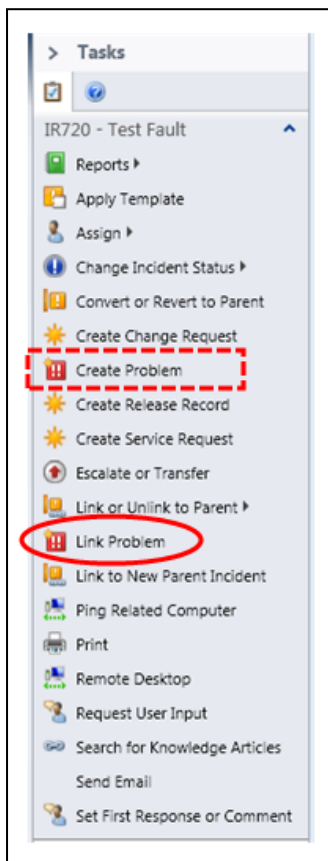 > Tasks
IR720 - Test Fault
Reports
Apply Template
Assign
Change Incident Status
Convert or Revert to Parent
Create Change Request
Create Problem
Create Release Record
Create Service Request
Escalate or Transfer
Link or Unlink to Parent
Link Problem
Link to New Parent Incident
Ping Related Computer
Print
Remote Desktop
Request User Input
Search for Knowledge Articles
Send Email
Set First Response or Comment